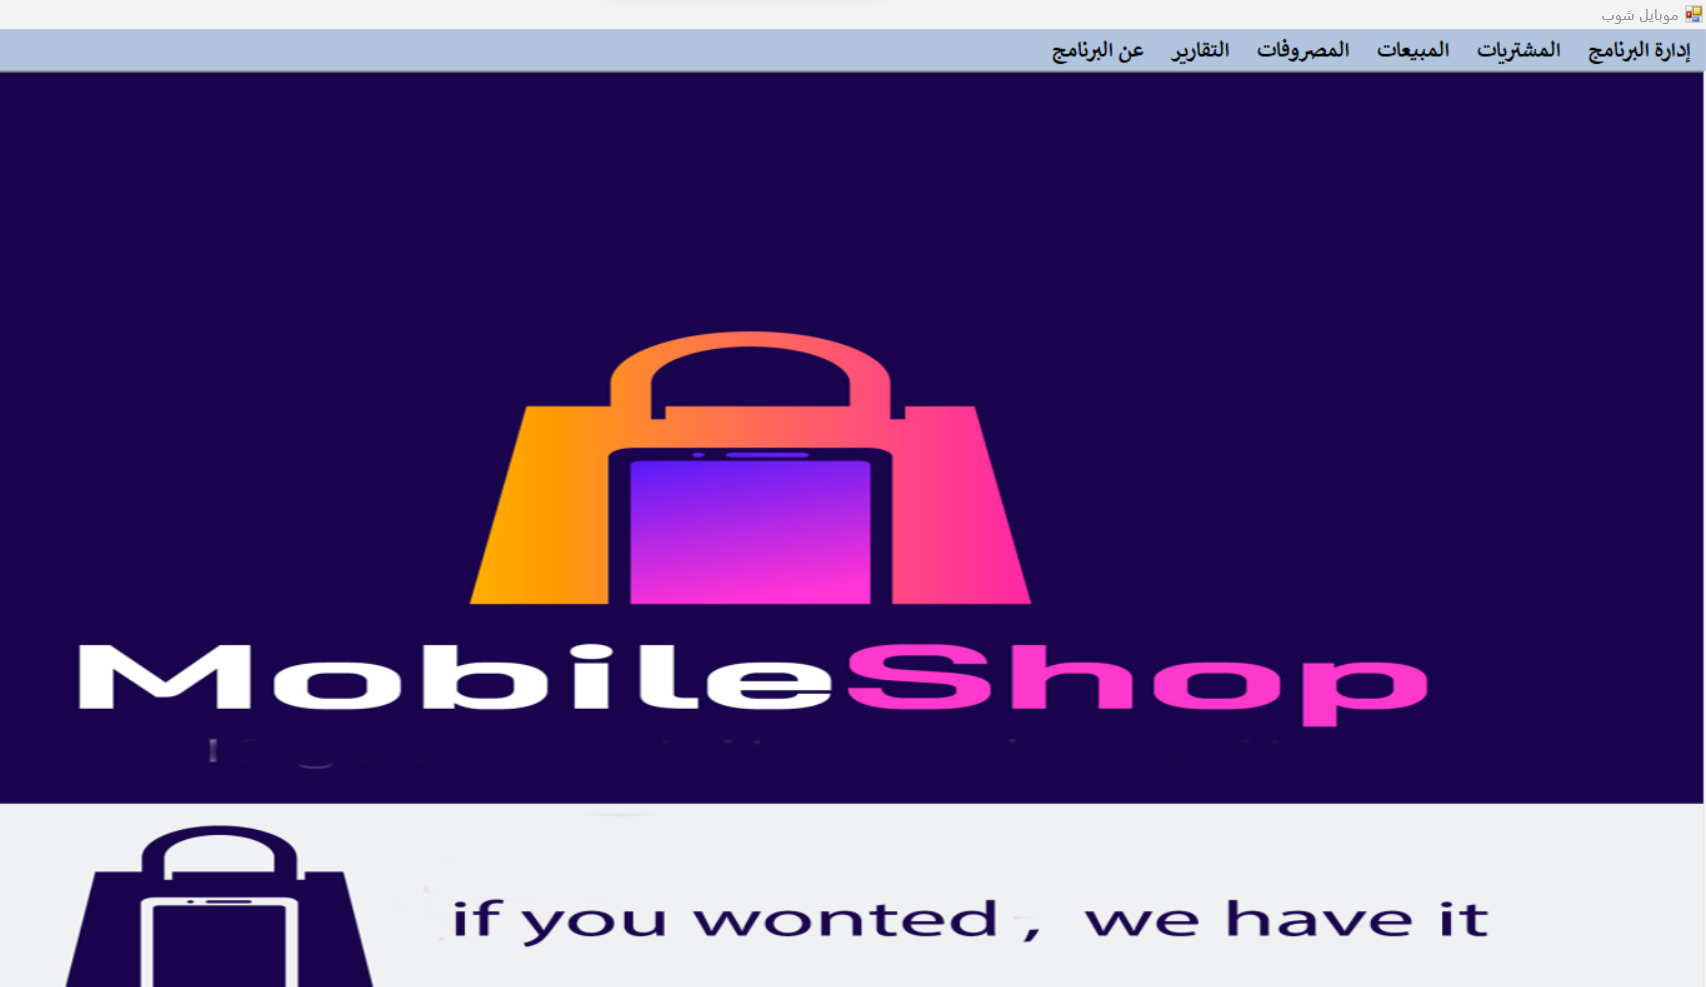 موبايل شوب
إدارة البرنامج المشتريات المبيعات المصروفات التقارير عن البرنامج
MobileShop
if you wonted , we have it